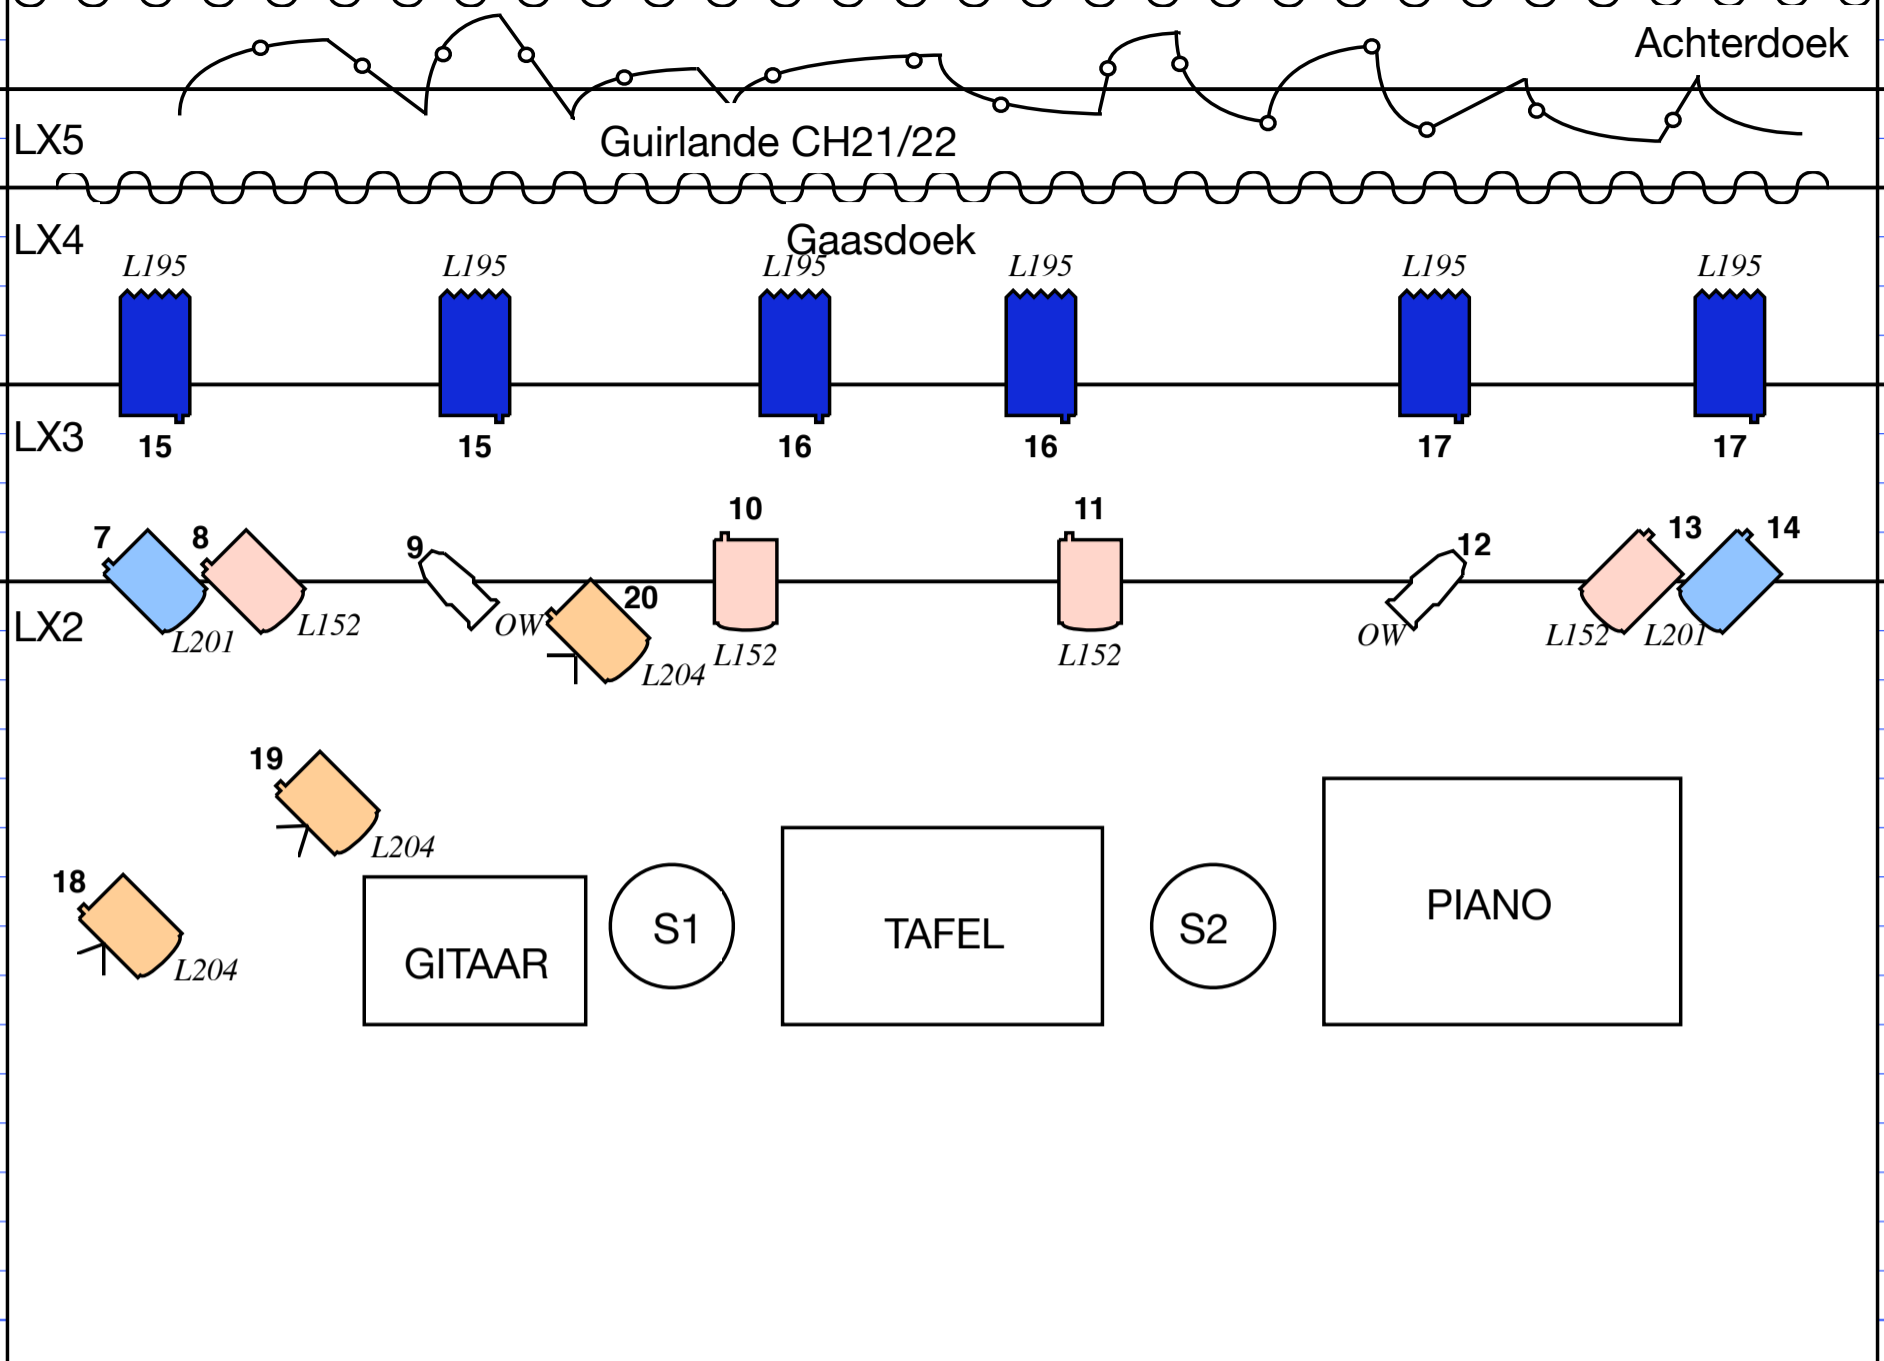 Achterdoek
LX5
Guirlande CH21/22
LX4
Gaasdoek
L195 L195 L195 L195 L195 L195
LX3
15 15 16 16 17 17
10 11
7 8 9 12 13 14
20
LX2
L201 L152 OW L204 L152 L152 OW L152 L201
19
L204
18
L204
GITAAR S1 TAFEL S2 PIANO